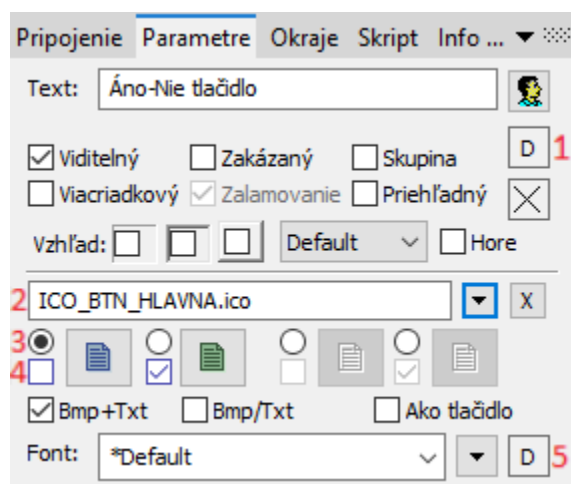 Pripojenie Parametre Okraje Skript Info ...
Text: Áno-Nie tlačidlo
Viditelný Zakázaný Skupina D 1
Viacriadkový Zalamovanie Priehľadný
Vzhľad: Default Hore
2 ICO_BTN_HLAVNA.ico X
3
4
Bmp+Txt Bmp/Txt Ako tlačidlo
Font: *Default D 5